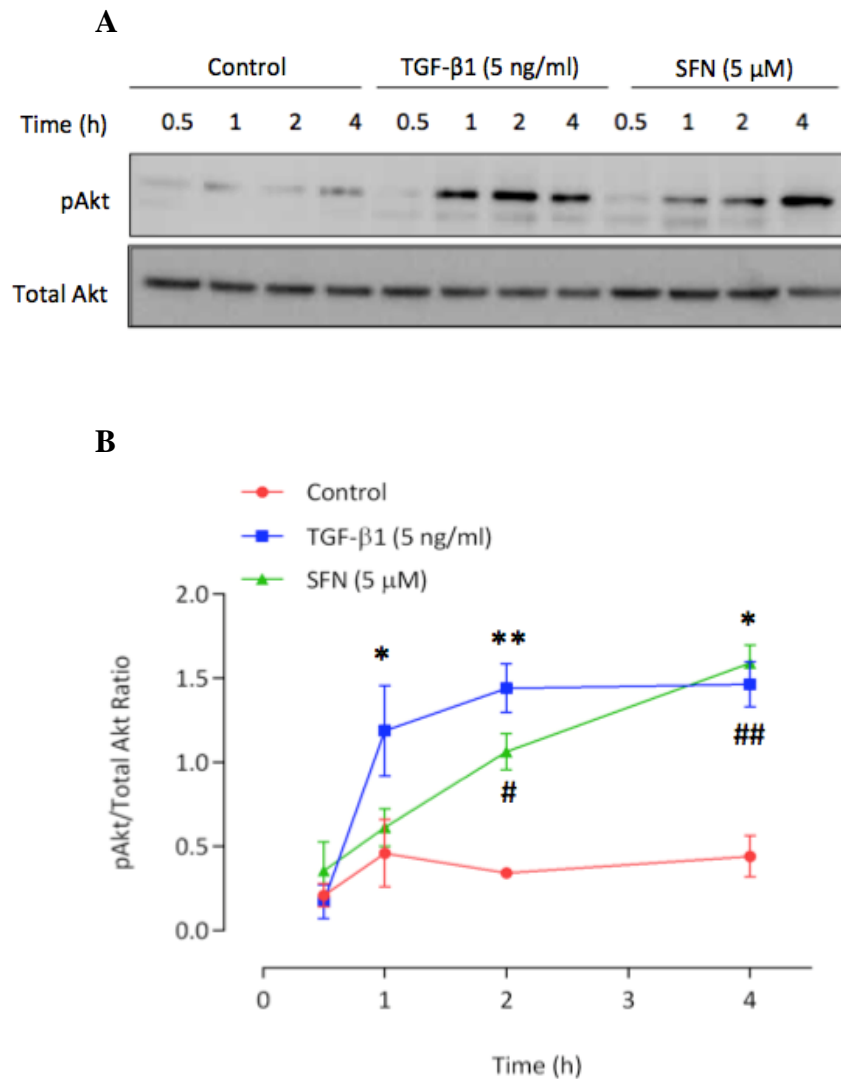 A
Control TGF-β1 (5 ng/ml) SFN (5 µM)
Time (h) 0.5 1 2 4 0.5 1 2 4 0.5 1 2 4
pAkt
Total Akt
B
Control
TGF-β1 (5 ng/ml)
SFN (5 µM)
pAkt/Total Akt Ratio
2.0
1.5
1.0
0.5
0.0
* ** *
##
#
0 1 2 3 4
Time (h)